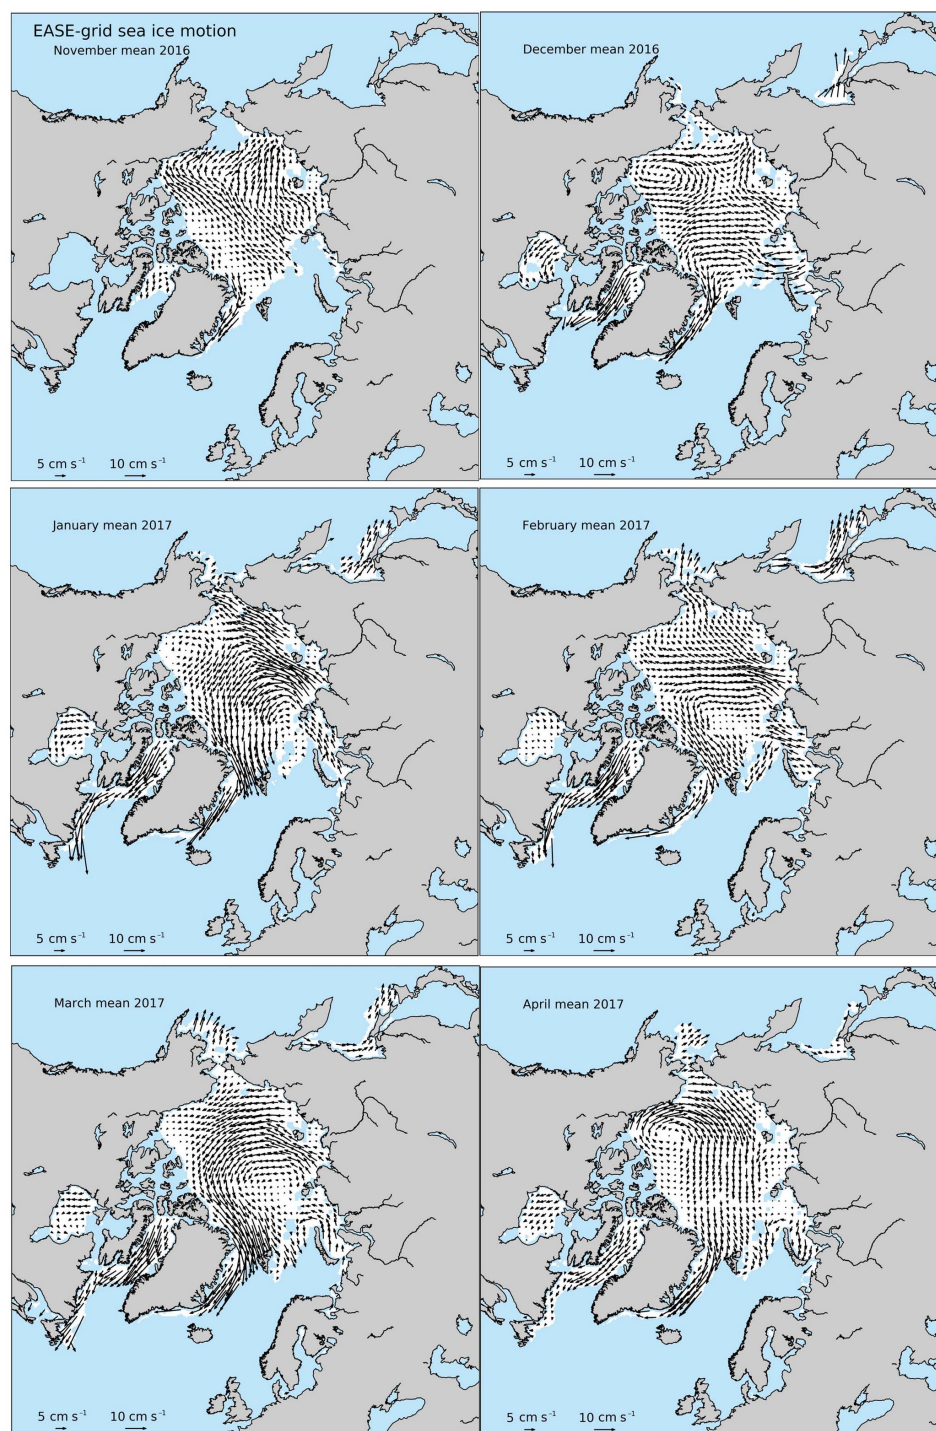 EASE-grid sea ice motion
November mean 2016
5 cm s⁻¹ 10 cm s⁻¹
December mean 2016
5 cm s⁻¹ 10 cm s⁻¹
January mean 2017
5 cm s⁻¹ 10 cm s⁻¹
February mean 2017
5 cm s⁻¹ 10 cm s⁻¹
March mean 2017
5 cm s⁻¹ 10 cm s⁻¹
April mean 2017
5 cm s⁻¹ 10 cm s⁻¹